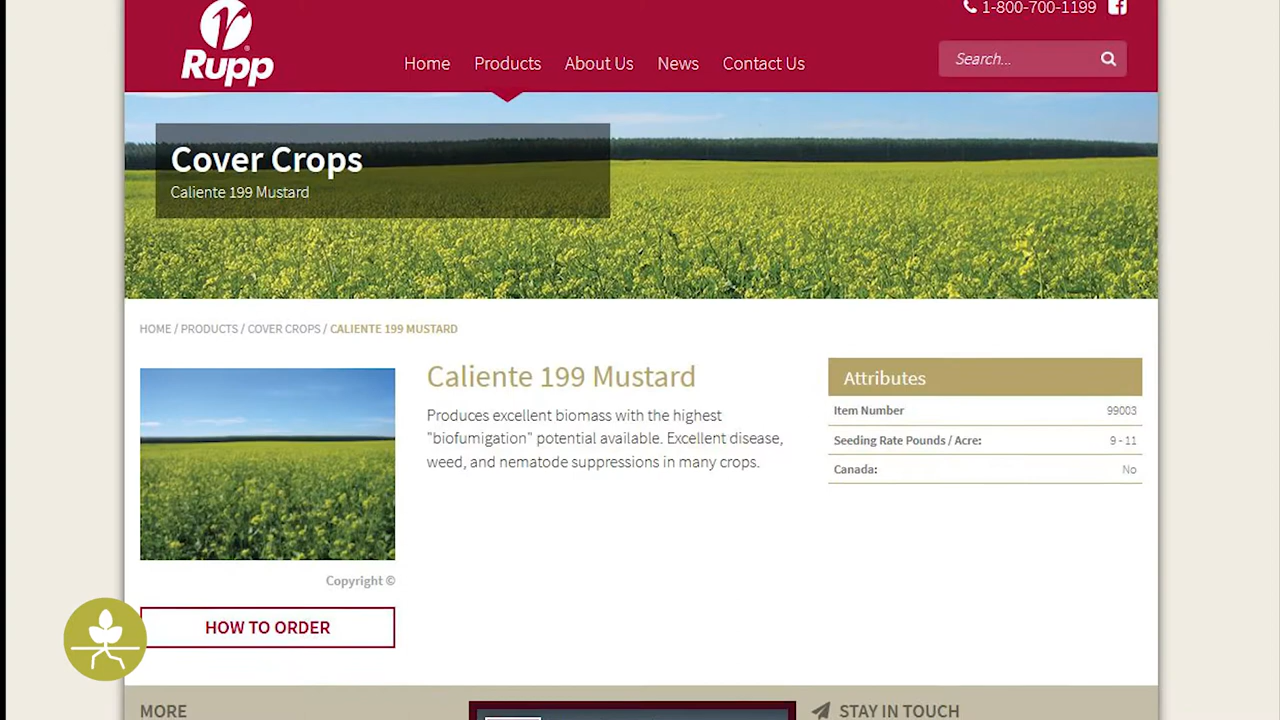 1-800-700-1199
Rupp
Home Products About Us News Contact Us
Search...
Cover Crops
Caliente 199 Mustard
HOME / PRODUCTS / COVER CROPS / CALIENTE 199 MUSTARD
Caliente 199 Mustard
Produces excellent biomass with the highest
"biofumigation" potential available. Excellent disease,
weed, and nematode suppressions in many crops.
Attributes
Item Number 99003
Seeding Rate Pounds / Acre: 9 - 11
Canada: No
Copyright ©
HOW TO ORDER
MORE
STAY IN TOUCH